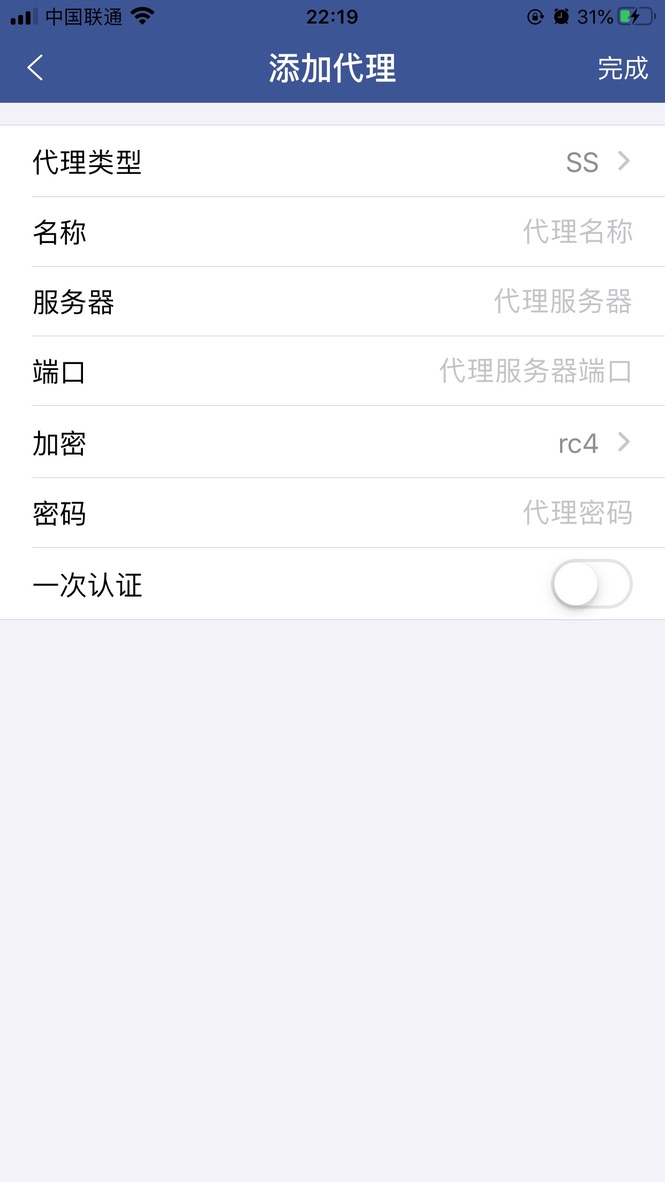 中国联通 22:19 31%
添加代理 完成
代理类型 SS
名称 代理名称
服务器 代理服务器
端口 代理服务器端口
加密 rc4
密码 代理密码
一次认证